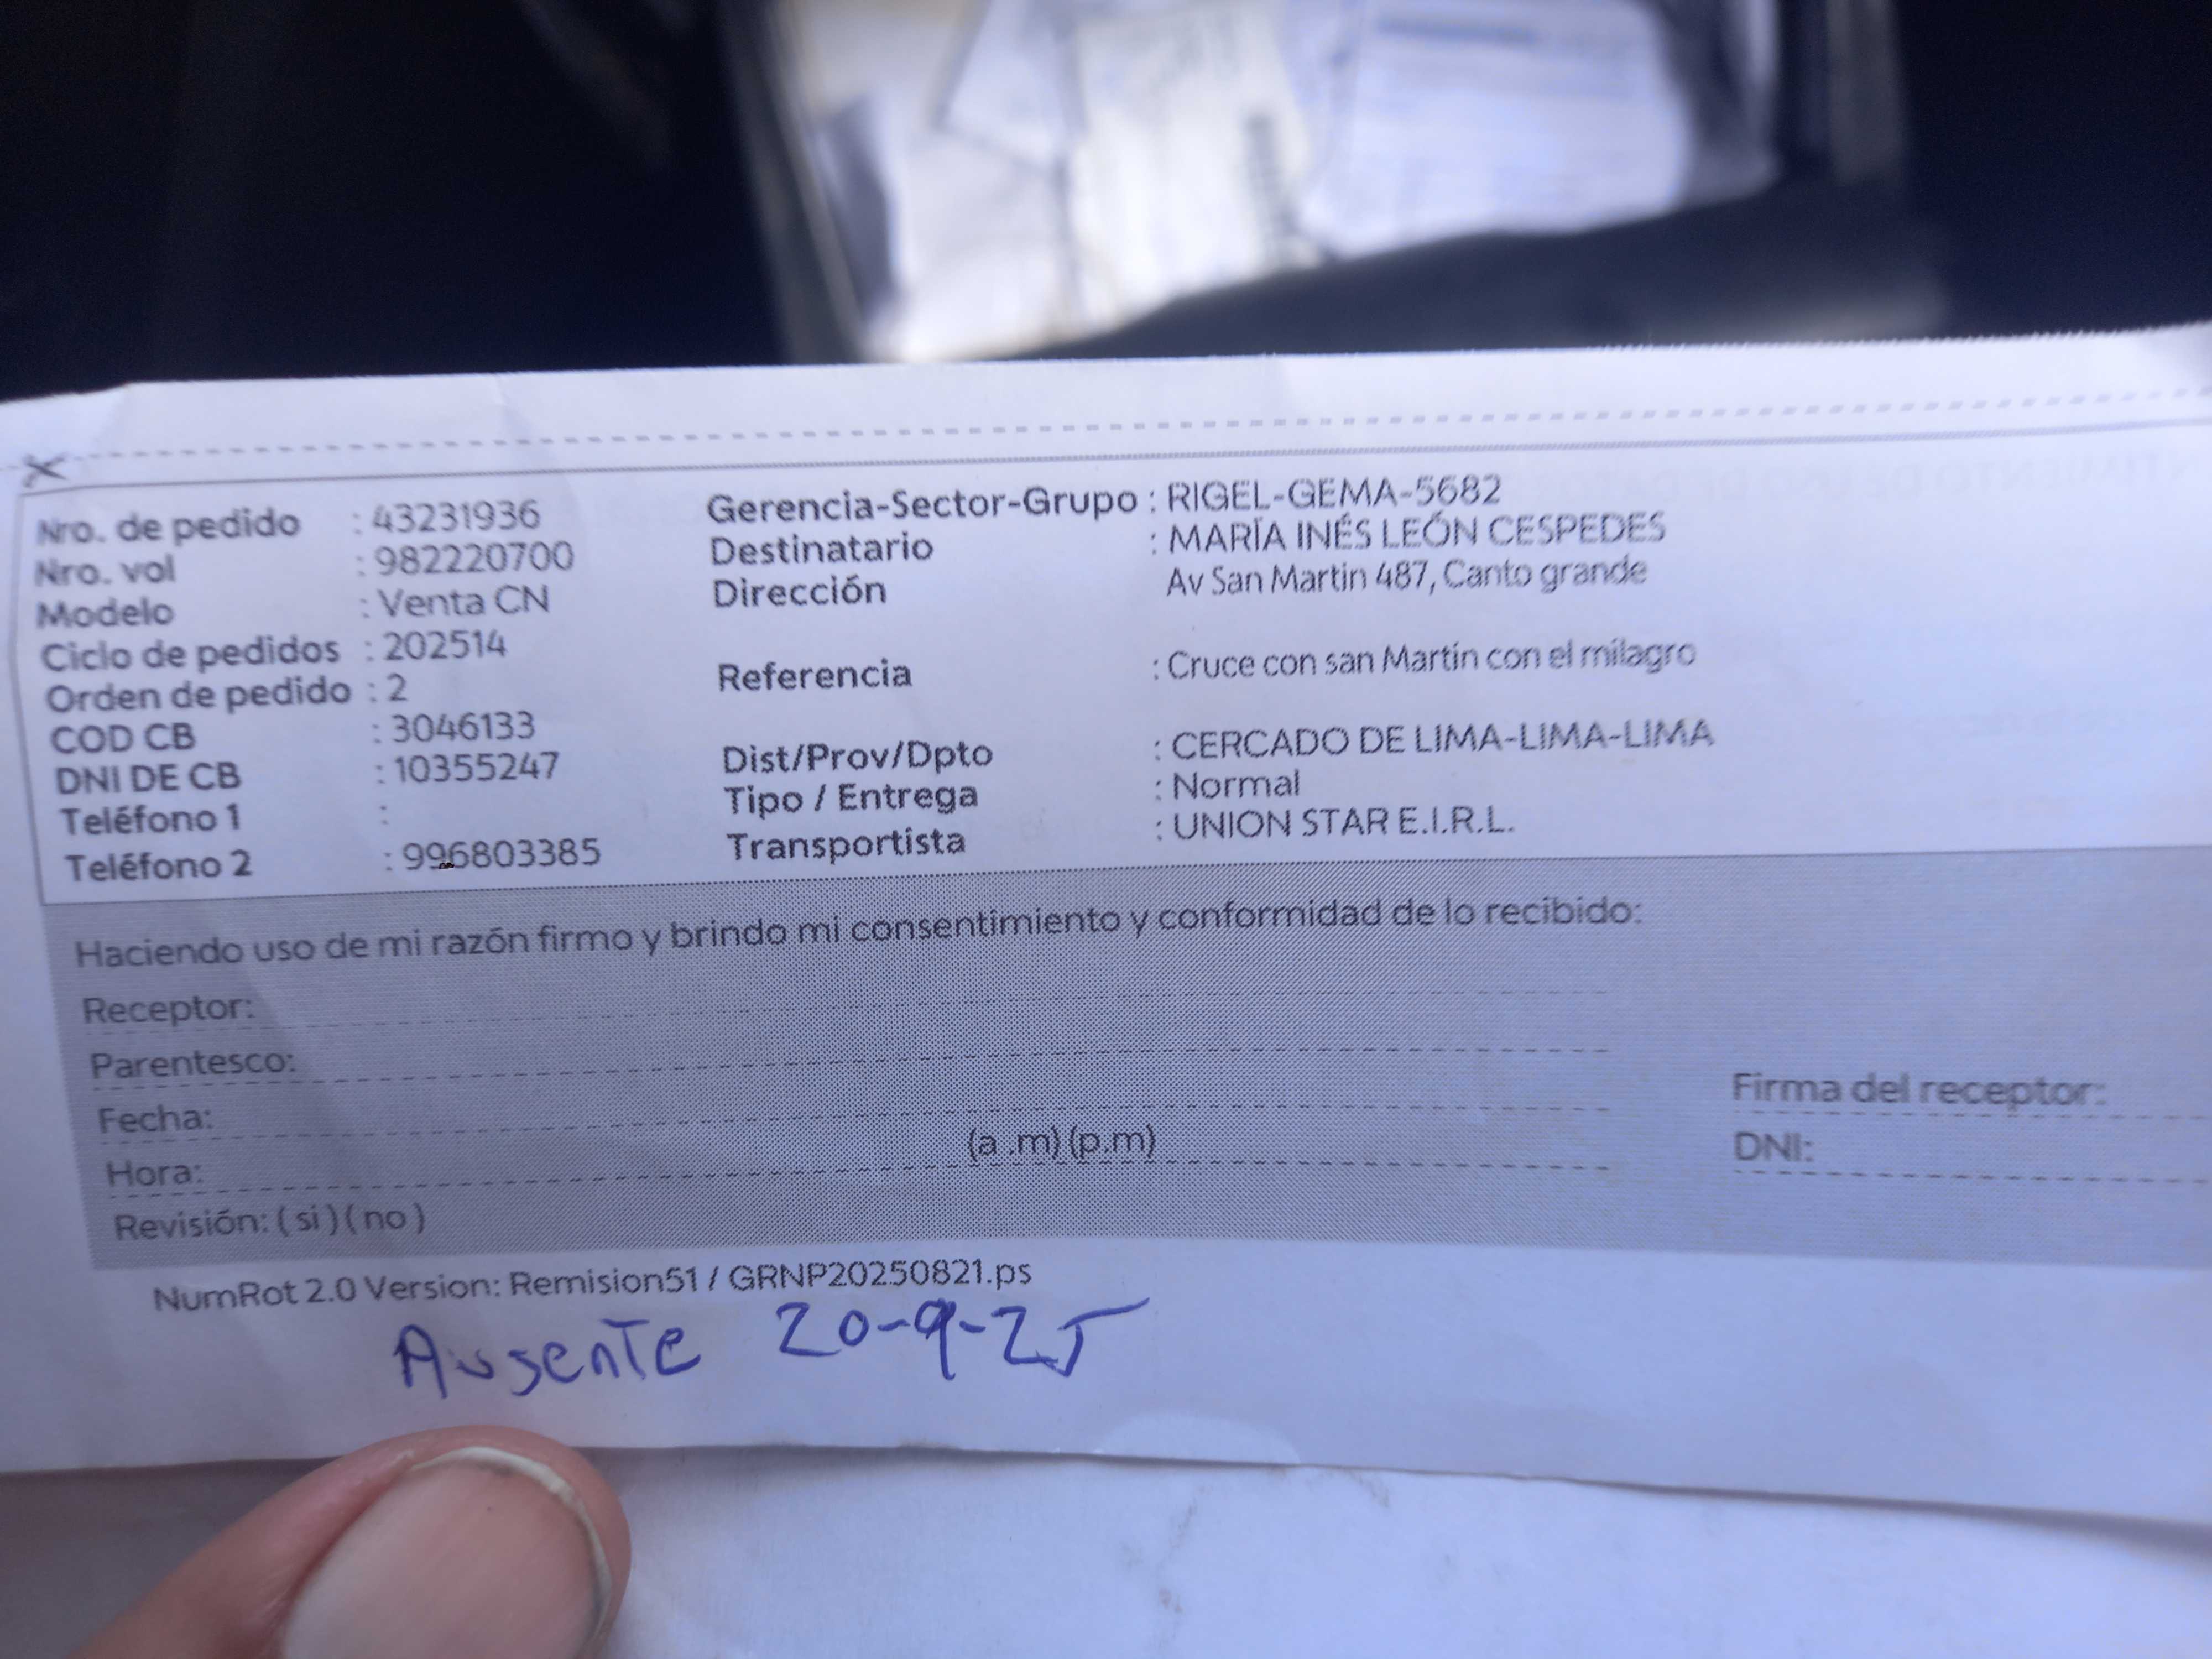 Nro. de pedido : 43231936
Nro. vol : 982220700
Modelo : Venta CN
Ciclo de pedidos : 202514
Orden de pedido : 2
COD CB : 3046133
DNI DE CB : 10355247
Teléfono 1 :
Teléfono 2 : 996803385
Gerencia-Sector-Grupo : RIGEL-GEMA-5682
Destinatario : MARÍA INÉS LEÓN CESPEDES
Dirección Av San Martin 487, Canto grande
Referencia : Cruce con san Martín con el milagro
Dist/Prov/Dpto : CERCADO DE LIMA-LIMA-LIMA
Tipo / Entrega : Normal
Transportista : UNION STAR E.I.R.L.
Haciendo uso de mi razón firmo y brindo mi consentimiento y conformidad de lo recibido:
Receptor:
Parentesco:
Fecha:
Hora: (a .m) (p.m)
Revisión: ( si ) ( no )
Firma del receptor:
DNI:
NumRot 2.0 Version: Remision51 / GRNP20250821.ps
Ausente 20-9-25